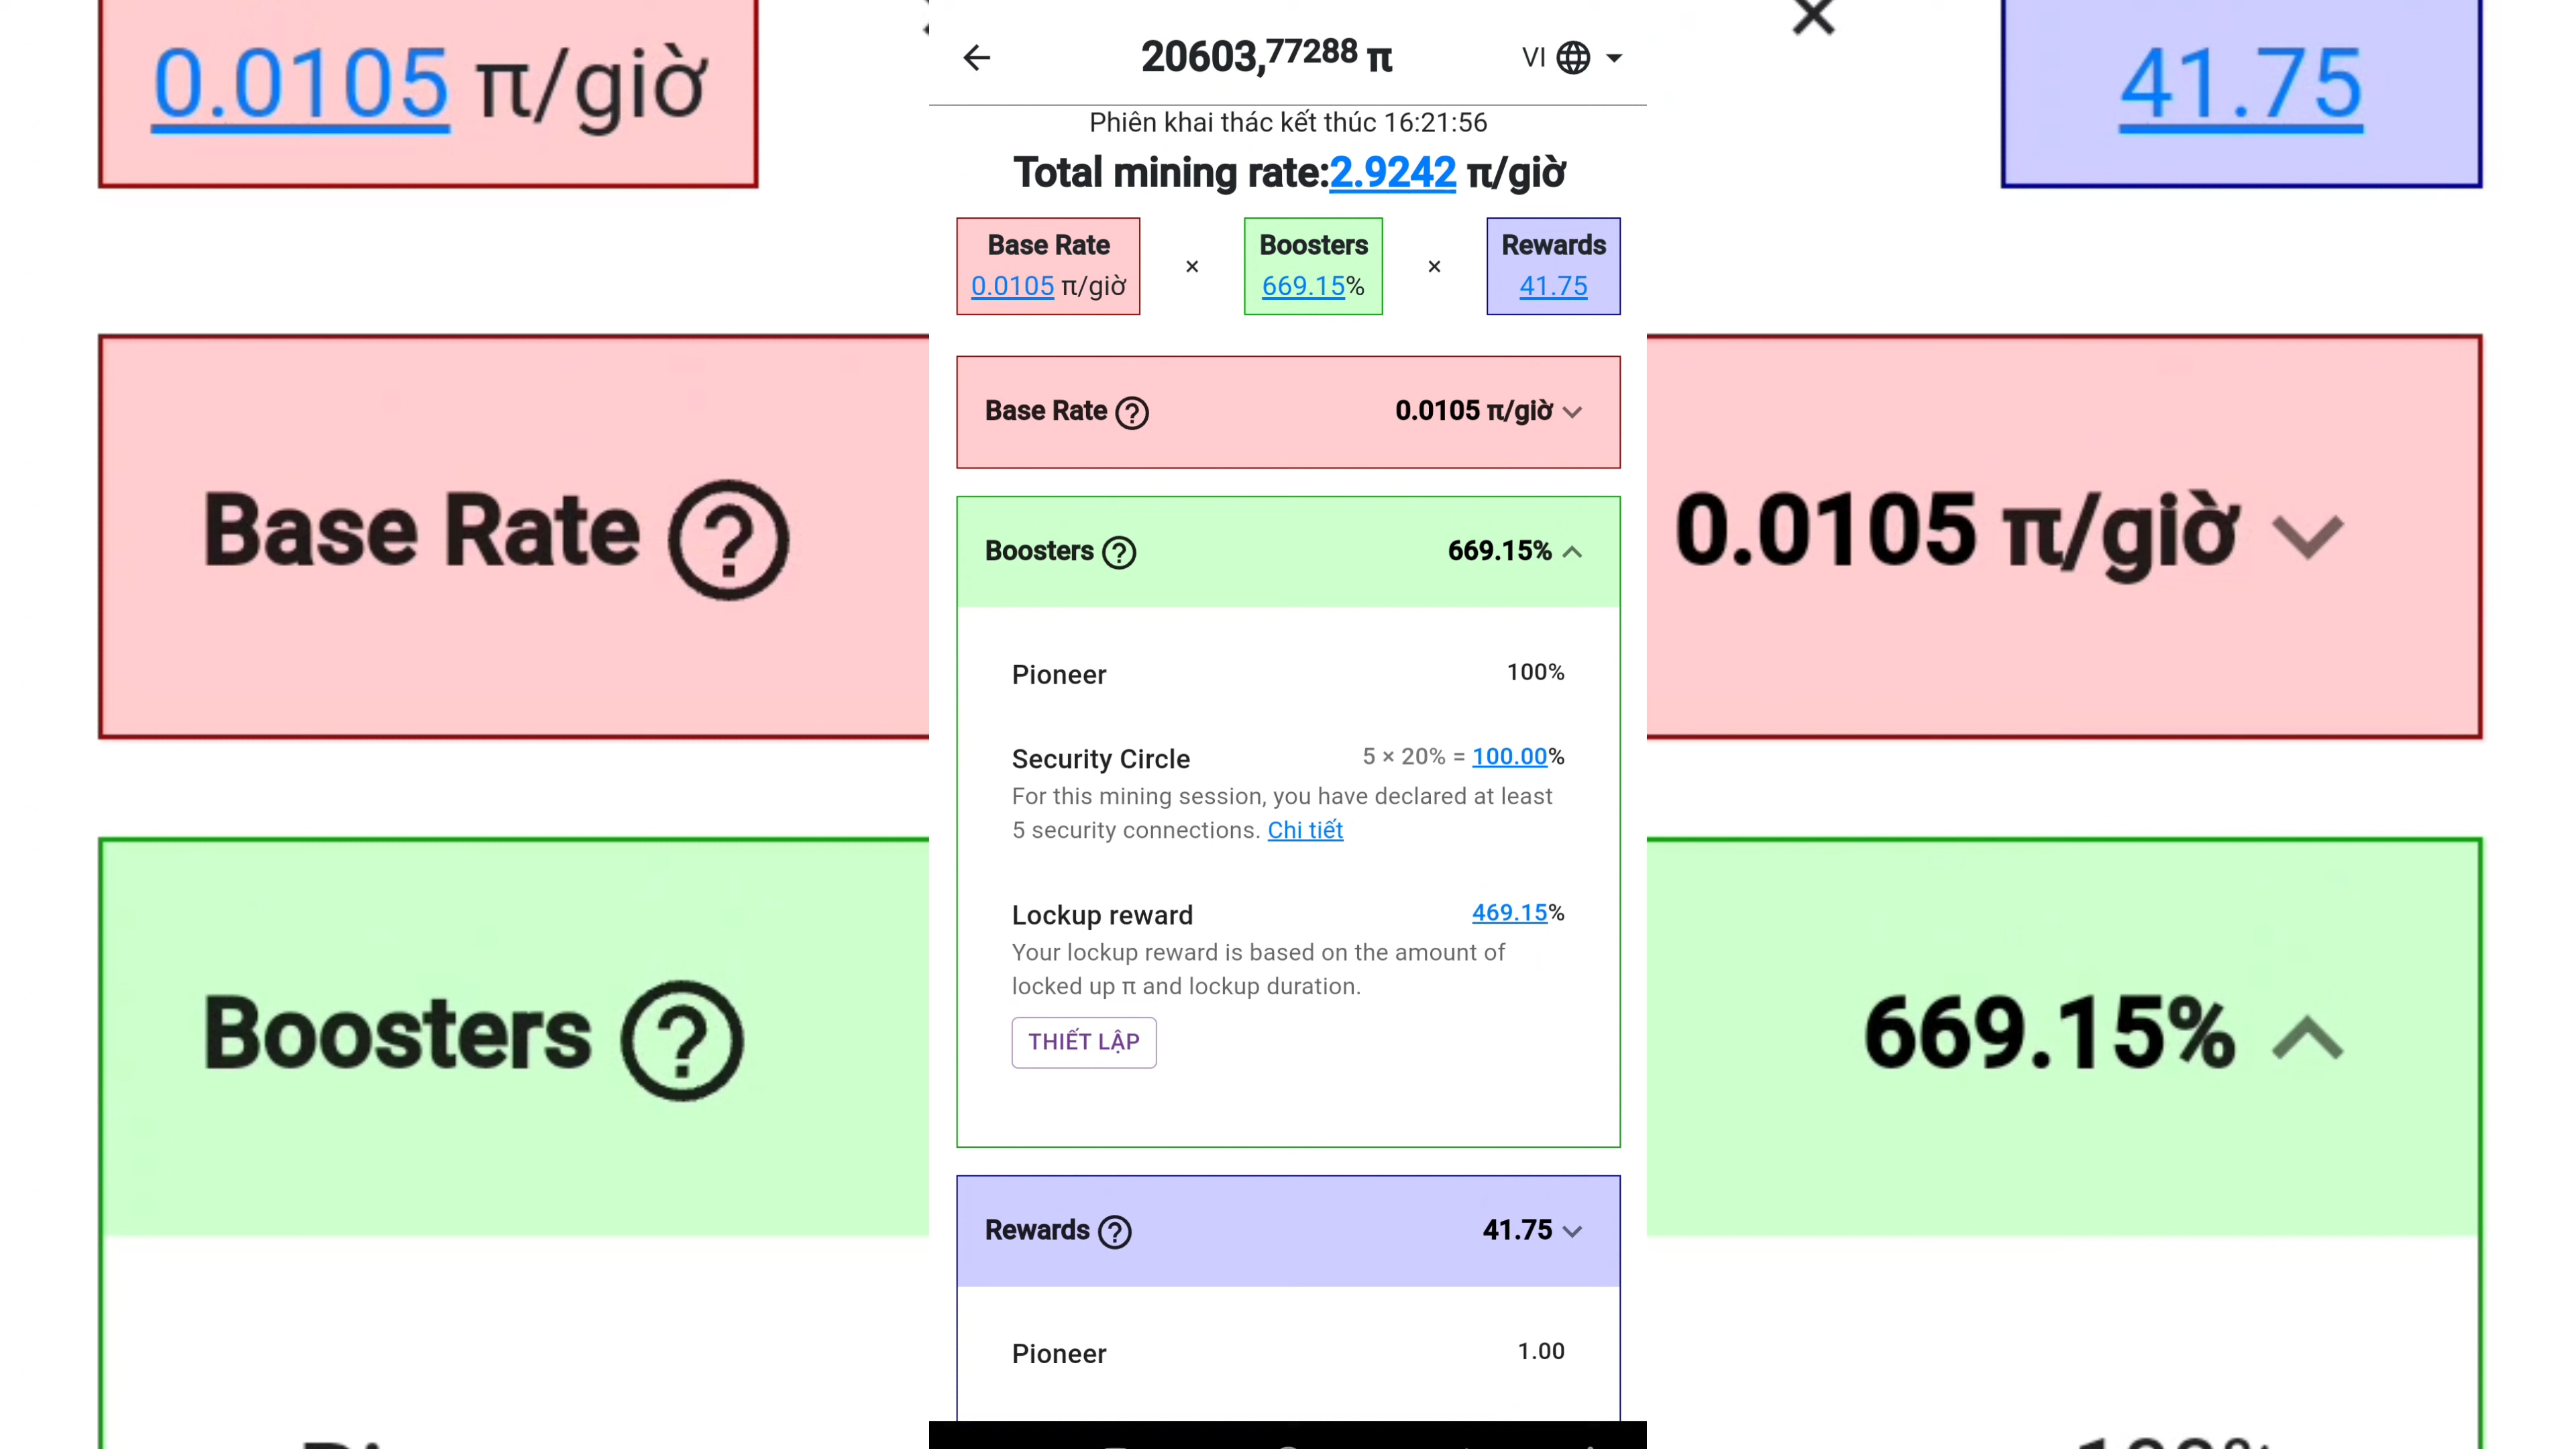 20603,77288 π
VI
Phiên khai thác kết thúc 16:21:56
Total mining rate:2.9242 π/giờ
Base Rate
0.0105 π/giờ
×
Boosters
669.15%
×
Rewards
41.75
Base Rate ? 0.0105 π/giờ
Boosters ? 669.15%
Pioneer 100%
Security Circle 5 × 20% = 100.00%
For this mining session, you have declared at least
5 security connections. Chi tiết
Lockup reward 469.15%
Your lockup reward is based on the amount of
locked up π and lockup duration.
THIẾT LẬP
Rewards ? 41.75
Pioneer 1.00
0.0105 π/giờ
×
41.75
Base Rate ? 0.0105 π/giờ
Boosters ? 669.15%